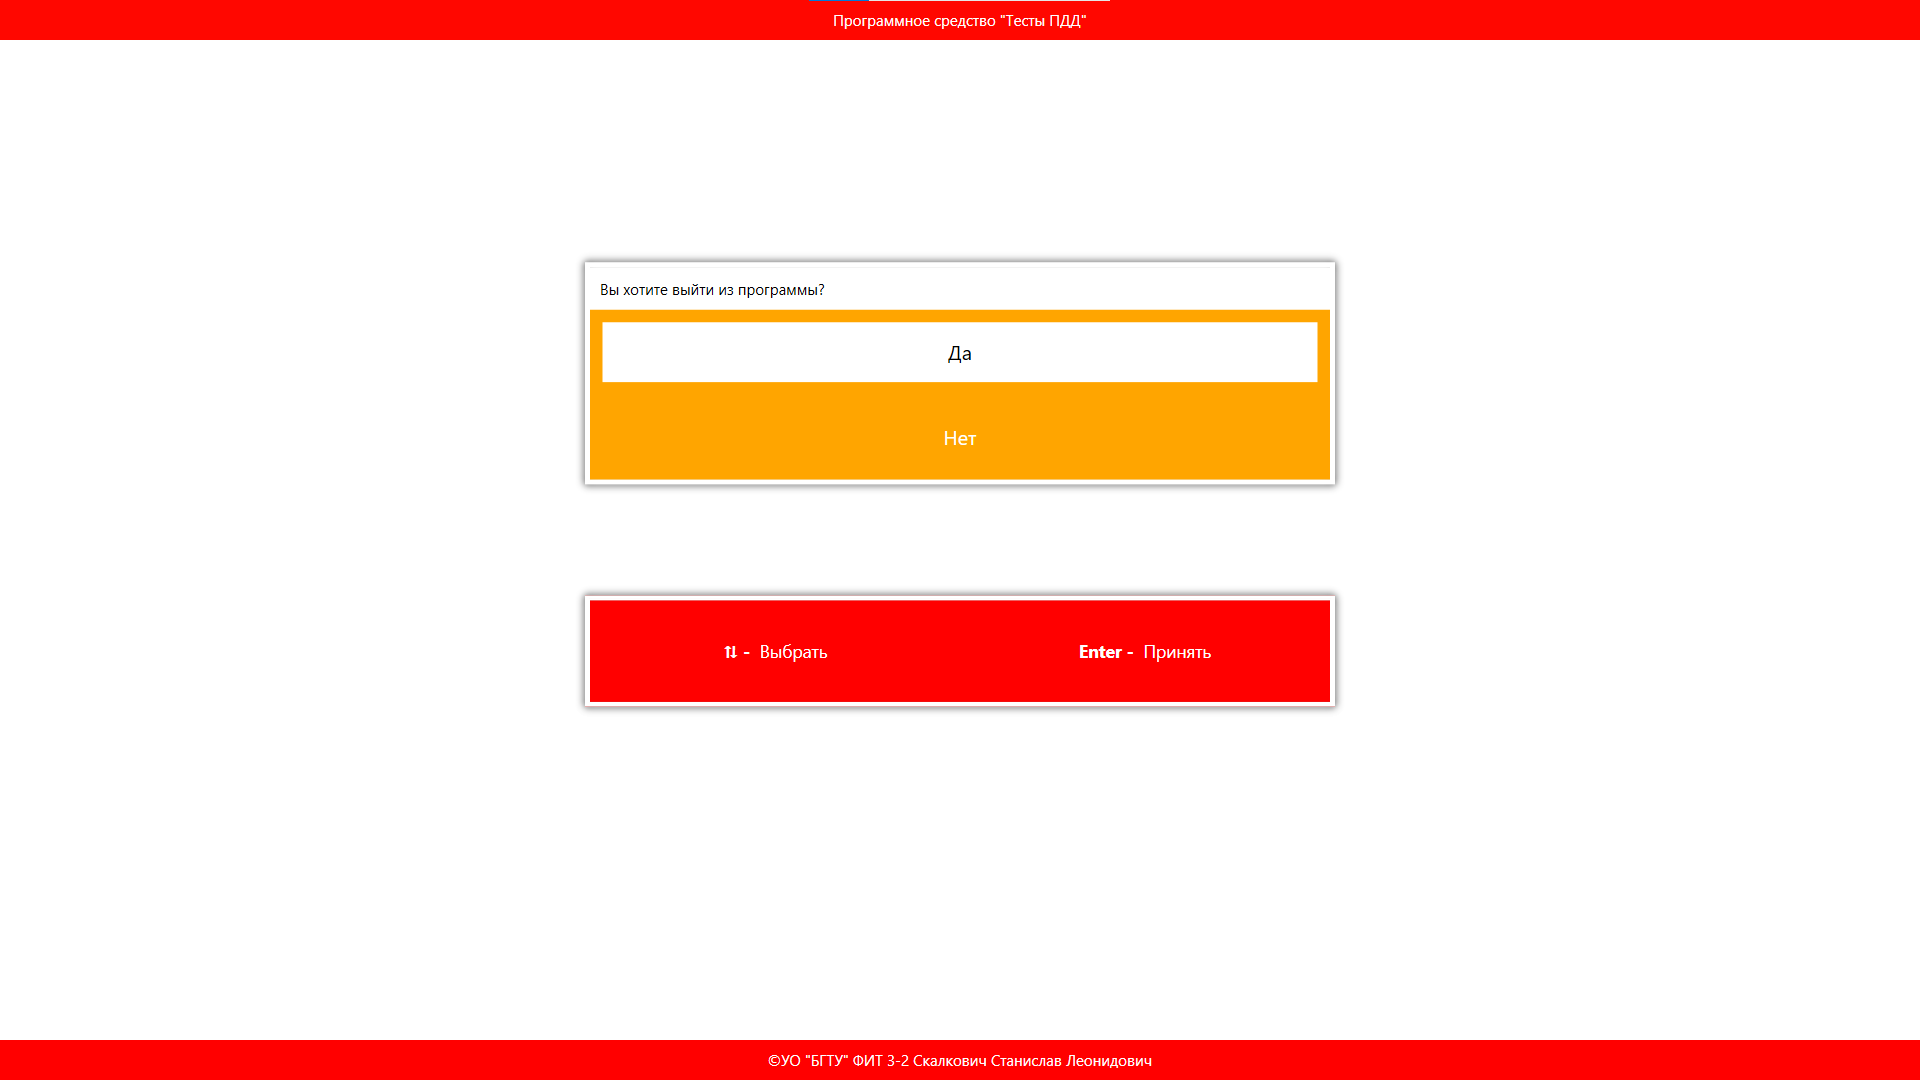 Программное средство "Тесты ПДД"
Вы хотите выйти из программы?
Да
Нет
⇅ - Выбрать
Enter - Принять
©УО "БГТУ" ФИТ 3-2 Скалкович Станислав Леонидович